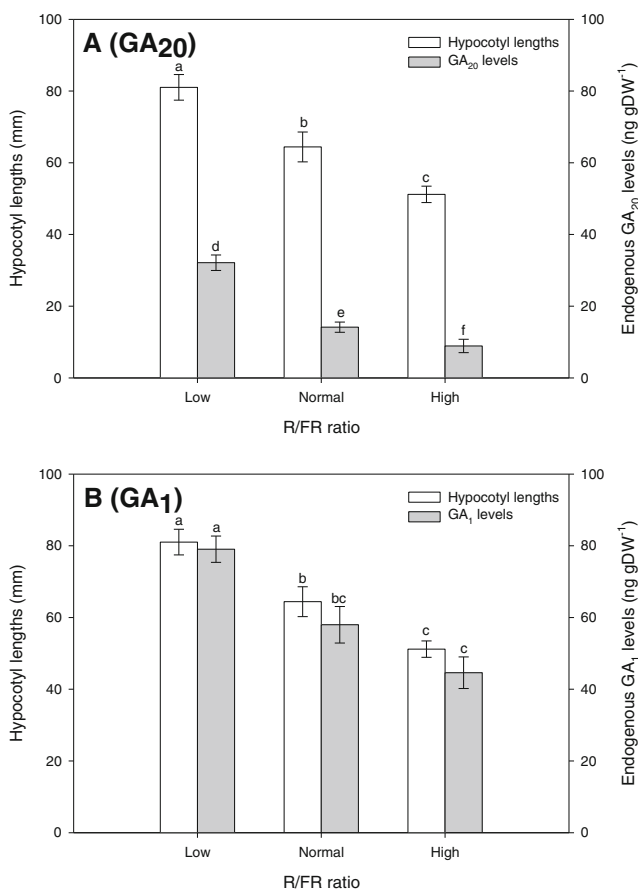 A (GA20)
Hypocotyl lengths
GA20 levels
100
80
60
40
20
0
Hypocotyl lengths (mm)
100
80
60
40
20
0
Endogenous GA20 levels (ng gDW-1)
a
b
c
d
e
f
Low Normal High
R/FR ratio
B (GA1)
Hypocotyl lengths
GA1 levels
100
80
60
40
20
0
Hypocotyl lengths (mm)
100
80
60
40
20
0
Endogenous GA1 levels (ng gDW-1)
a a
b bc
c c
Low Normal High
R/FR ratio